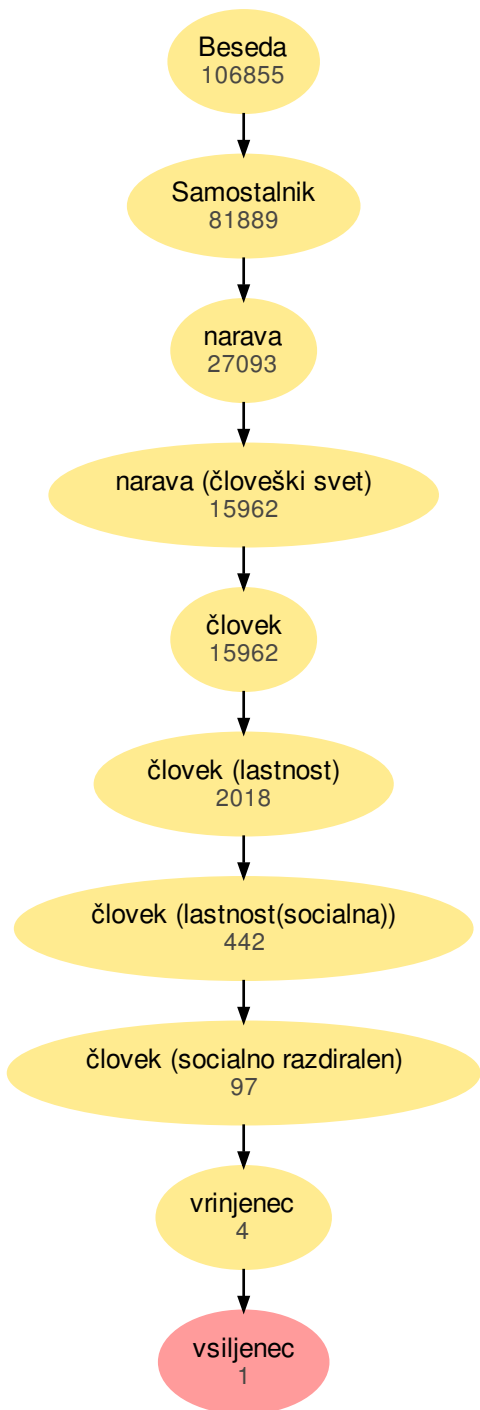 Beseda
106855
Samostalnik
81889
narava
27093
narava (človeški svet)
15962
človek
15962
človek (lastnost)
2018
človek (lastnost(socialna))
442
človek (socialno razdiralen)
97
vrinjenec
4
vsiljenec
1